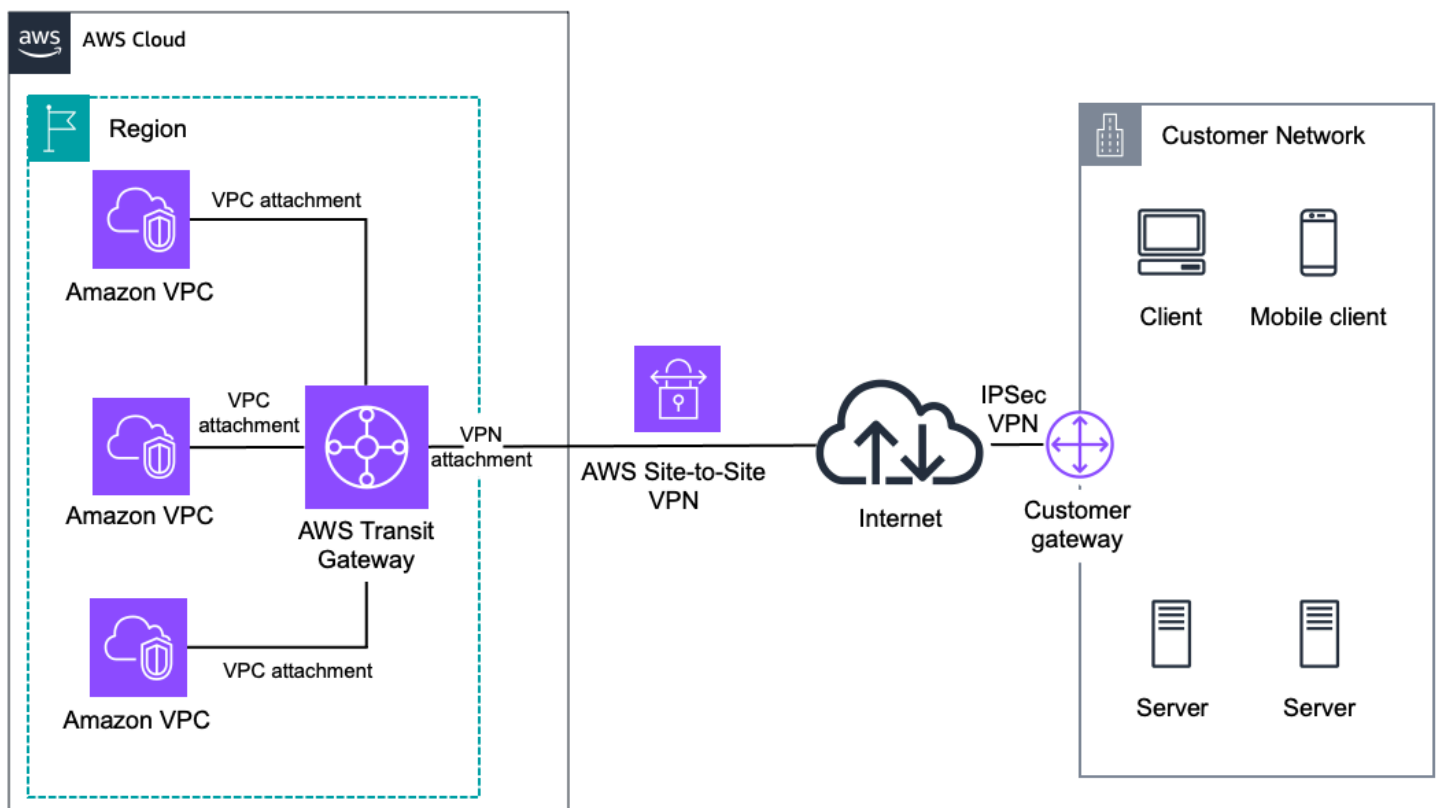 aws
AWS Cloud
Region
VPC attachment
Amazon VPC
VPC
attachment
Amazon VPC
AWS Transit
Gateway
VPC attachment
Amazon VPC
VPN
attachment
AWS Site-to-Site
VPN
Internet
IPSec
VPN
Customer
gateway
Customer Network
Client
Mobile client
Server
Server